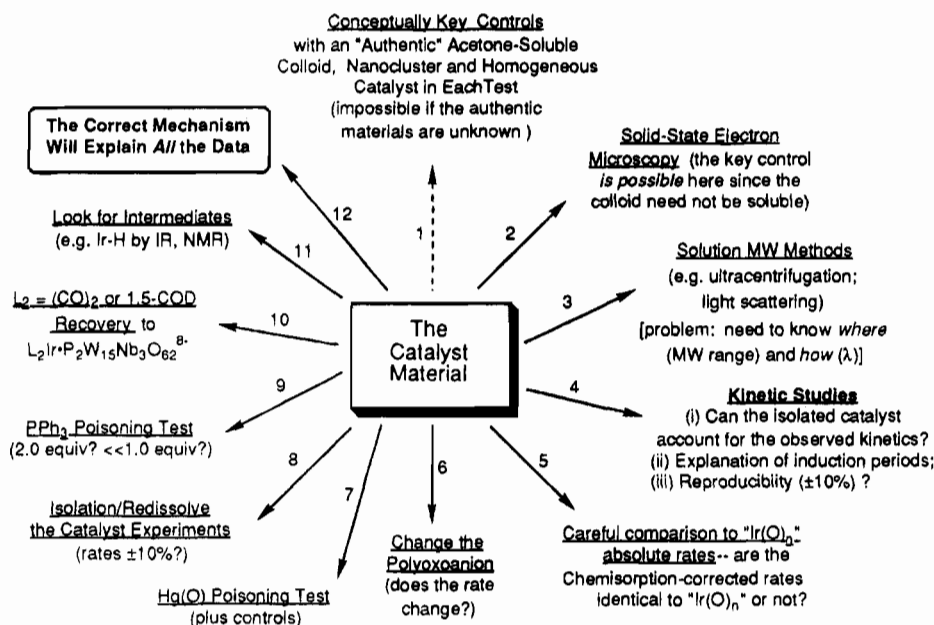 Conceptually Key Controls
with an "Authentic" Acetone-Soluble
Colloid, Nanocluster and Homogeneous
Catalyst in EachTest
(impossible if the authentic
materials are unknown )
The Correct Mechanism
Will Explain All the Data
Solid-State Electron
Microscopy (the key control
is possible here since the
colloid need not be soluble)
Look for Intermediates
(e.g. Ir-H by IR, NMR)
12
1
2
11
Solution MW Methods
(e.g. ultracentrifugation;
light scattering)
[problem: need to know where
(MW range) and how (λ)]
3
L₂ = (CO)₂ or 1,5-COD
Recovery to
L₂Ir•P₂W₁₅Nb₃O₆₂⁸⁻
10
The
Catalyst
Material
9
4
Kinetic Studies
(i) Can the isolated catalyst
account for the observed kinetics?
(ii) Explanation of induction periods;
(iii) Reproduciblity (±10%) ?
PPh₃ Poisoning Test
(2.0 equiv? <<1.0 equiv?)
8
7
6
5
Isolation/Redissolve
the Catalyst Experiments
(rates ±10%?)
Hg(O) Poisoning Test
(plus controls)
Change the
Polyoxoanion
(does the rate
change?)
Careful comparison to "Ir(O)ₙ"
absolute rates-- are the
Chemisorption-corrected rates
identical to "Ir(O)ₙ" or not?